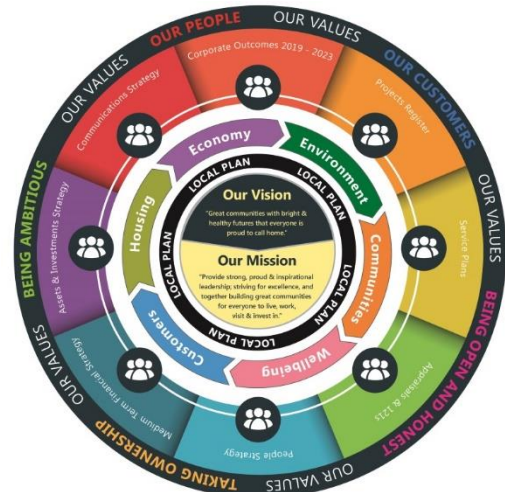 OUR VALUES
OUR PEOPLE
OUR VALUES
OUR CUSTOMERS
OUR VALUES
BEING OPEN AND HONEST
OUR VALUES
TAKING OWNERSHIP
OUR VALUES
BEING AMBITIOUS
Corporate Outcomes 2019 - 2023
Projects Register
Service Plans
Appraisals & 121s
People Strategy
Medium Term Financial Strategy
Assets & Investments Strategy
Communications Strategy
Economy
Environment
Communities
Wellbeing
Customers
Housing
LOCAL PLAN
LOCAL PLAN
LOCAL PLAN
LOCAL PLAN
LOCAL PLAN
LOCAL PLAN
Our Vision
"Great communities with bright &
healthy futures that everyone is
proud to call home."
Our Mission
"Provide strong, proud & inspirational
leadership; striving for excellence, and
together building great communities
for everyone to live, work,
visit & invest in."